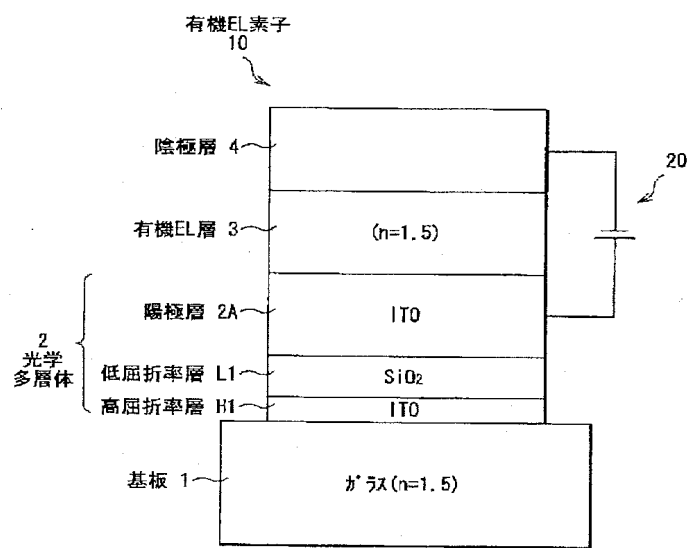 有機EL素子
10
陰極層 4
20
有機EL層 3
(n=1.5)
陽極層 2A
ITO
2
光学
多層体
低屈折率層 L1
SiO₂
高屈折率層 H1
ITO
基板 1
ｶﾞﾗｽ(n=1.5)